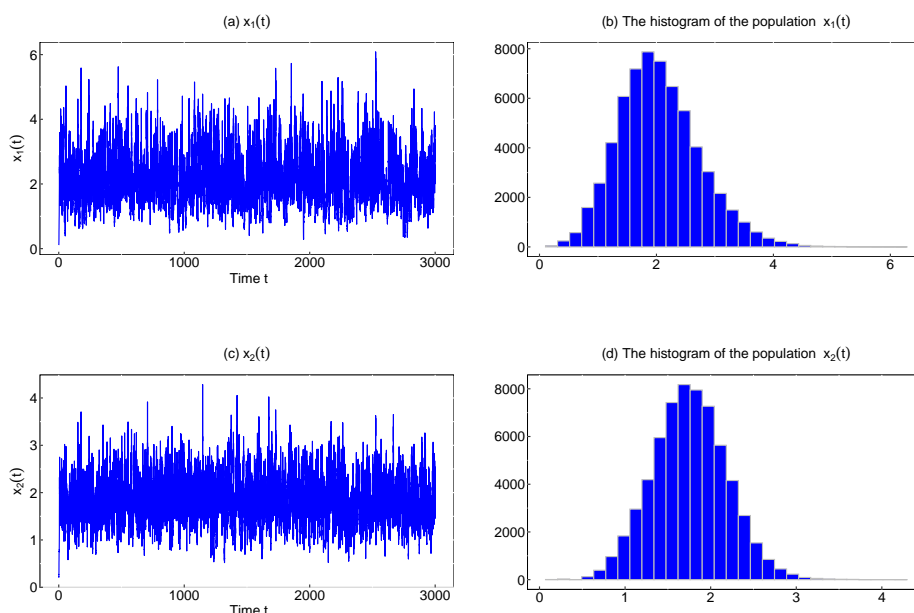 (a) x₁(t)
6
4
2
0
x₁(t)
0 1000 2000 3000
Time t
(b) The histogram of the population x₁(t)
8000
6000
4000
2000
0
0 2 4 6
(c) x₂(t)
4
3
2
1
0
x₂(t)
0 1000 2000 3000
Time t
(d) The histogram of the population x₂(t)
8000
6000
4000
2000
0
0 1 2 3 4